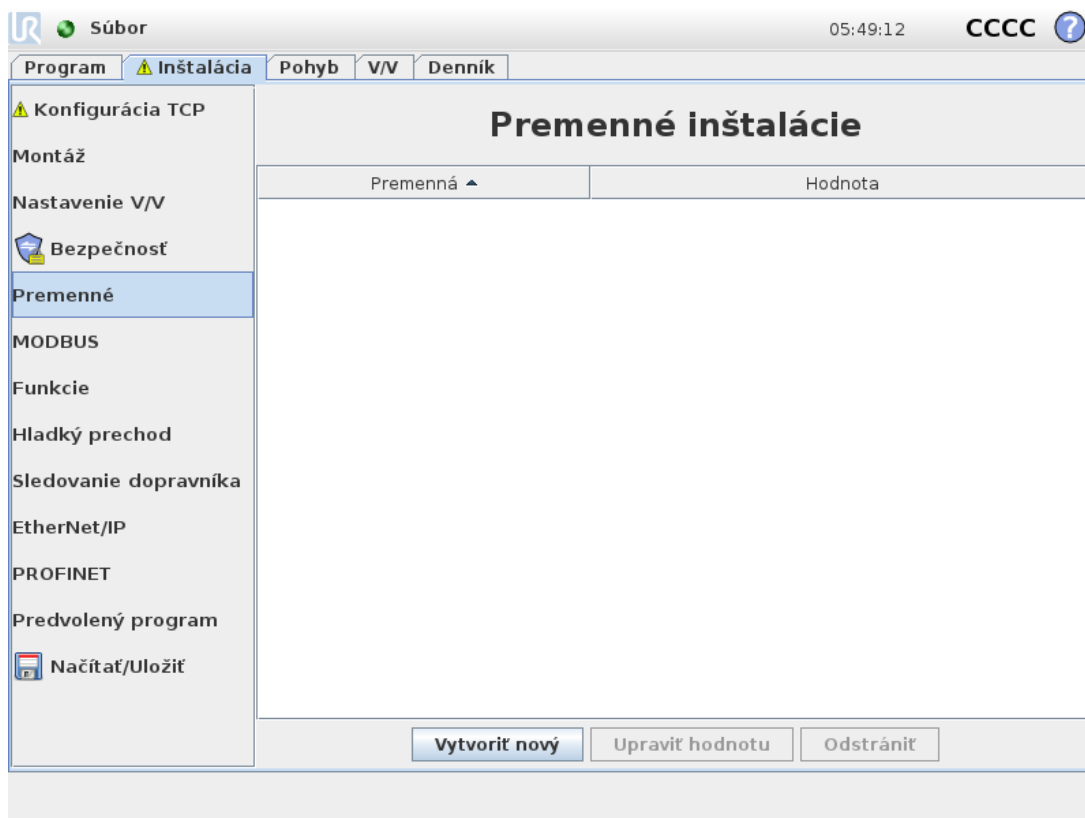 UR Súbor 05:49:12 CCCC ?
Program Inštalácia Pohyb V/V Denník
Konfigurácia TCP
Montáž
Nastavenie V/V
Bezpečnosť
Premenné
MODBUS
Funkcie
Hladký prechod
Sledovanie dopravníka
EtherNet/IP
PROFINET
Predvolený program
Načítať/Uložiť
Premenné inštalácie
Premenná Hodnota
Vytvoriť nový Upraviť hodnotu Odstrániť